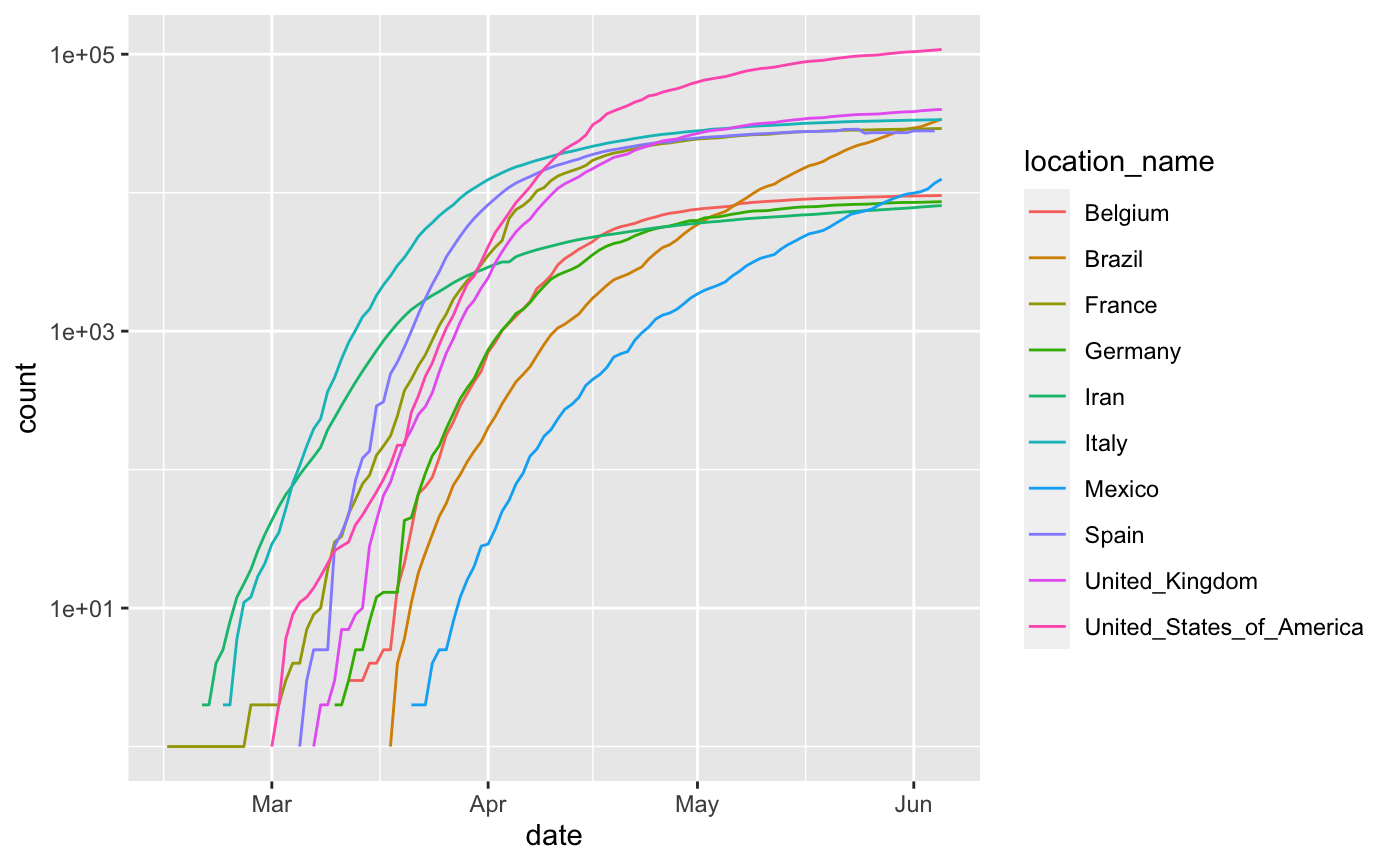 1e+05
1e+03
1e+01
count
Mar
Apr
May
Jun
date
location_name
Belgium
Brazil
France
Germany
Iran
Italy
Mexico
Spain
United_Kingdom
United_States_of_America